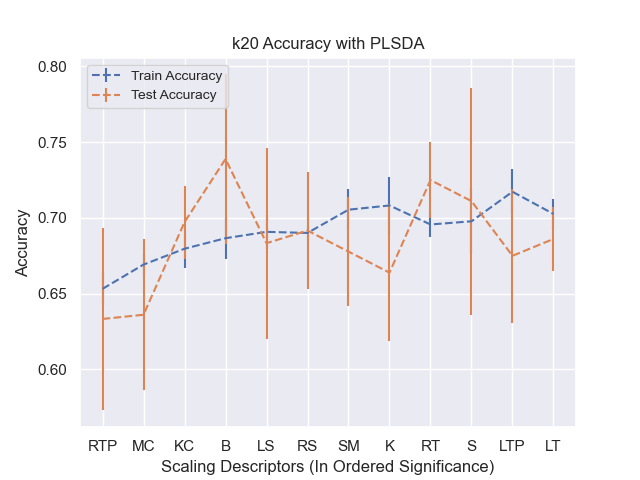 k20 Accuracy with PLSDA
Train Accuracy
Test Accuracy
0.80
0.75
0.70
0.65
0.60
Accuracy
RTP MC KC B LS RS SM K RT S LTP LT
Scaling Descriptors (In Ordered Significance)